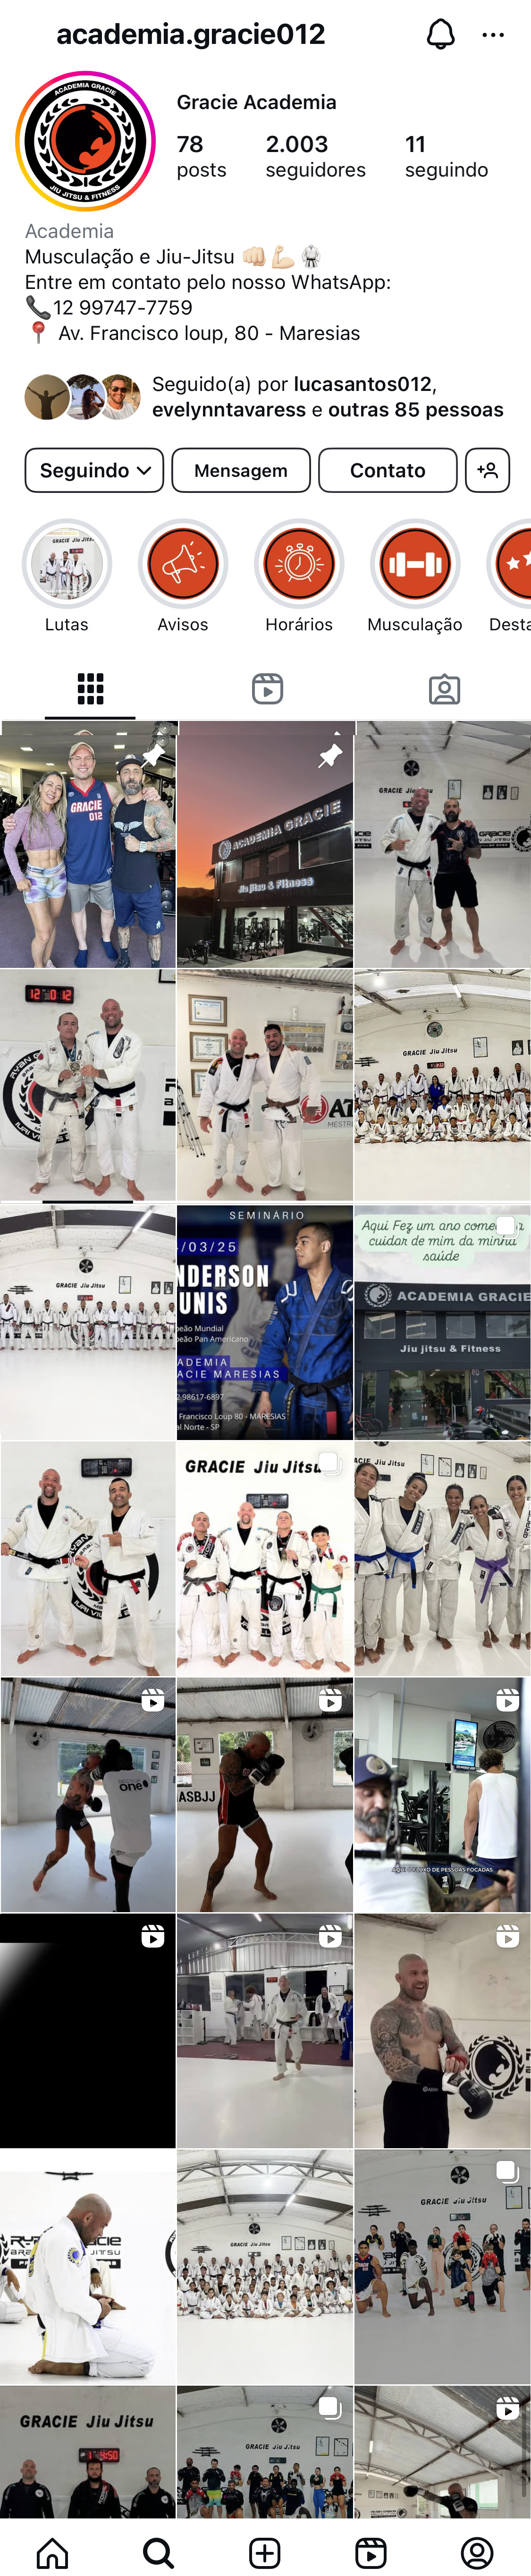 academia.gracie012
ACADEMIA GRACIE
JIU JITSU & FITNESS
Gracie Academia
78 posts
2.003 seguidores
11 seguindo
Academia
Musculação e Jiu-Jitsu 👊🏻💪🏻🥋
Entre em contato pelo nosso WhatsApp:
📞12 99747-7759
📍 Av. Francisco loup, 80 - Maresias
Seguido(a) por lucasantos012,
evelynntavaress e outras 85 pessoas
Seguindo
Mensagem
Contato
GRACIE Jiu Jitsu
Lutas
Avisos
Horários
Musculação
Desta
GRACIE
012
ACADEMIA GRACIE
Jiu jitsu & Fitness
GRACIE Jiu
12 0 12
GRACIE Jiu Jitsu
GRACIE Jiu Jitsu
SEMINÁRIO
/03/25
NDERSON
UNIS
peão Mundial
peão Pan Americano
ADEMIA
ACIE MARESIAS
2 98617-6897
Francisco Loup 80 - MARESIAS
al Norte - SP
Aqui Fez um ano come
cuidar de mim da minha
saúde
ACADEMIA GRACIE
Jiu jitsu & Fitness
GRACIE Jiu Jitsu
one
ASBJJ
AQUI
DE PESSOAS FOCADAS
GRACIE Jiu Jitsu
GRACIE Jiu Jitsu
GRACIE Jiu Jitsu
GRACIE Jiu Jitsu